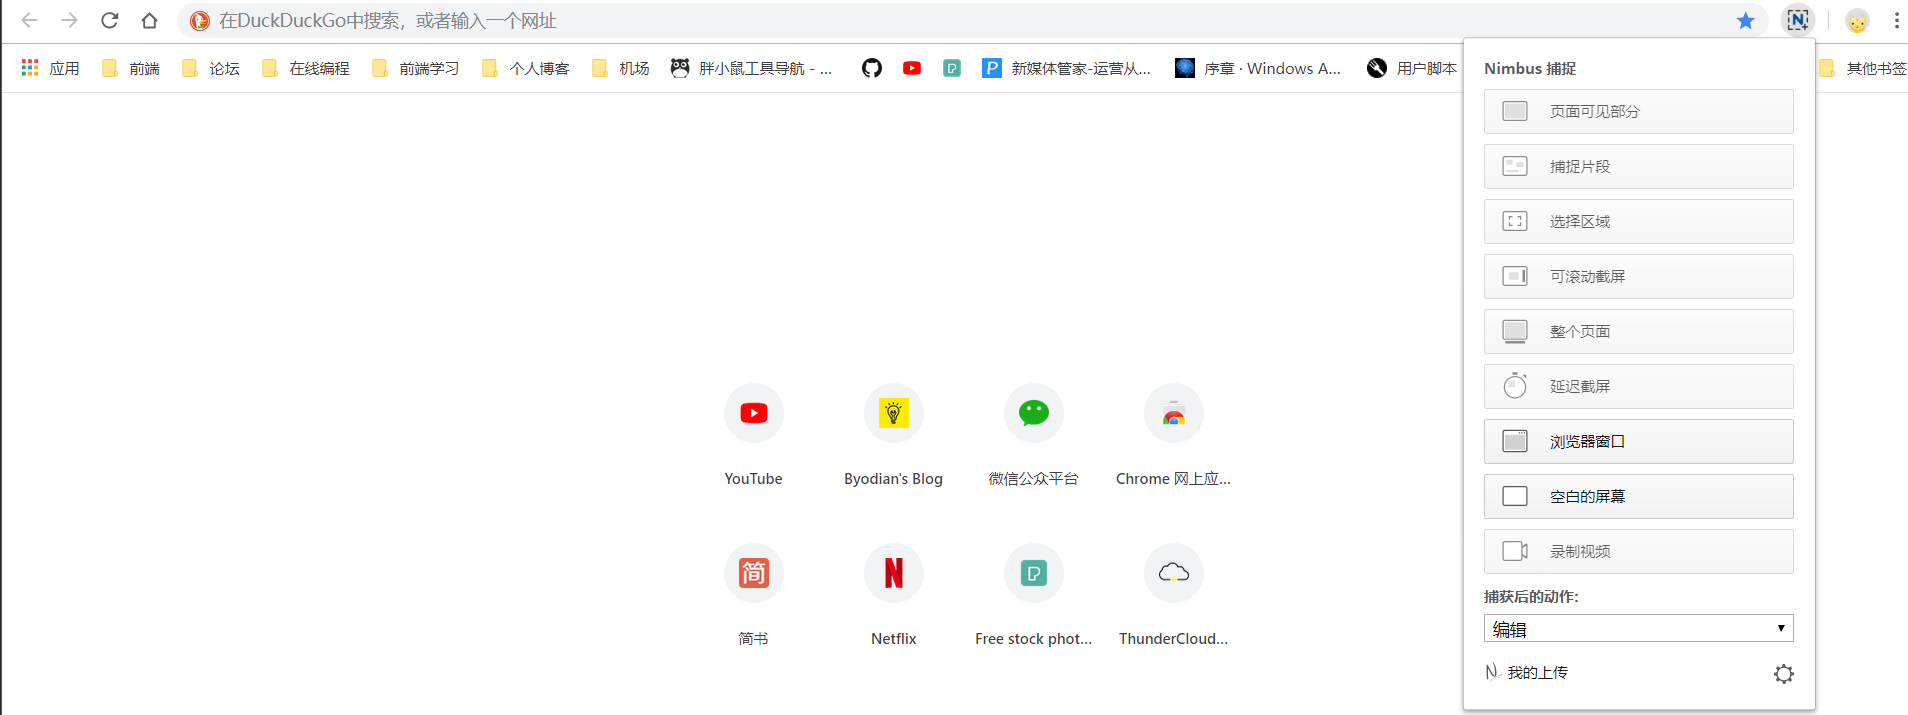 在DuckDuckGo中搜索，或者输入一个网址
应用 前端 论坛 在线编程 前端学习 个人博客 机场 胖小鼠工具导航 - ... 新媒体管家-运营从... 序章 · Windows A... 用户脚本 其他书签
Nimbus 捕捉
页面可见部分
捕捉片段
选择区域
可滚动截屏
整个页面
延迟截屏
浏览器窗口
空白的屏幕
录制视频
捕获后的动作:
编辑
我的上传
YouTube Byodian's Blog 微信公众平台 Chrome 网上应...
简
简书 Netflix Free stock phot... ThunderCloud...